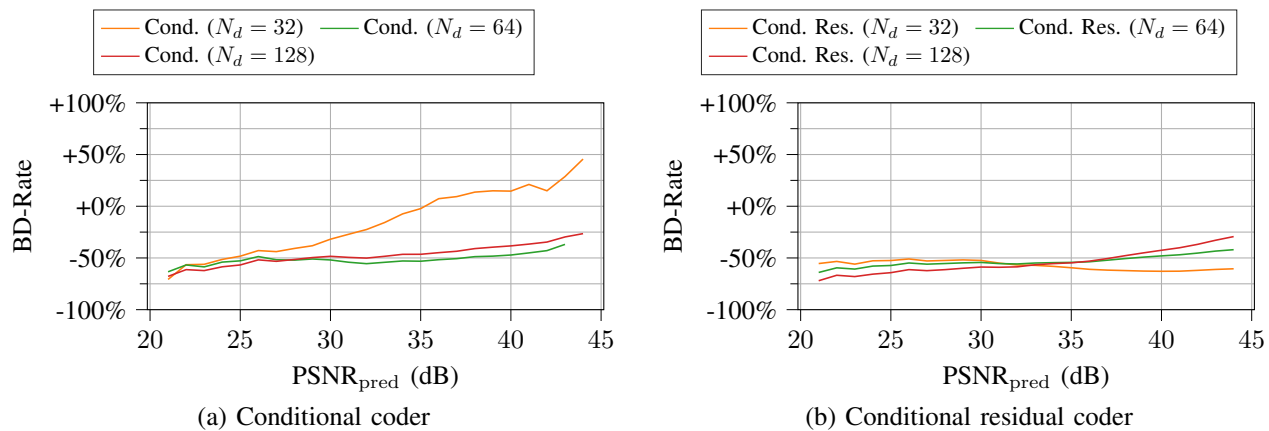 Cond. (N_d = 32) Cond. (N_d = 64)
Cond. (N_d = 128)
+100%
+50%
+0%
-50%
-100%
BD-Rate
20 25 30 35 40 45
PSNR_pred (dB)
(a) Conditional coder
Cond. Res. (N_d = 32) Cond. Res. (N_d = 64)
Cond. Res. (N_d = 128)
+100%
+50%
+0%
-50%
-100%
BD-Rate
20 25 30 35 40 45
PSNR_pred (dB)
(b) Conditional residual coder